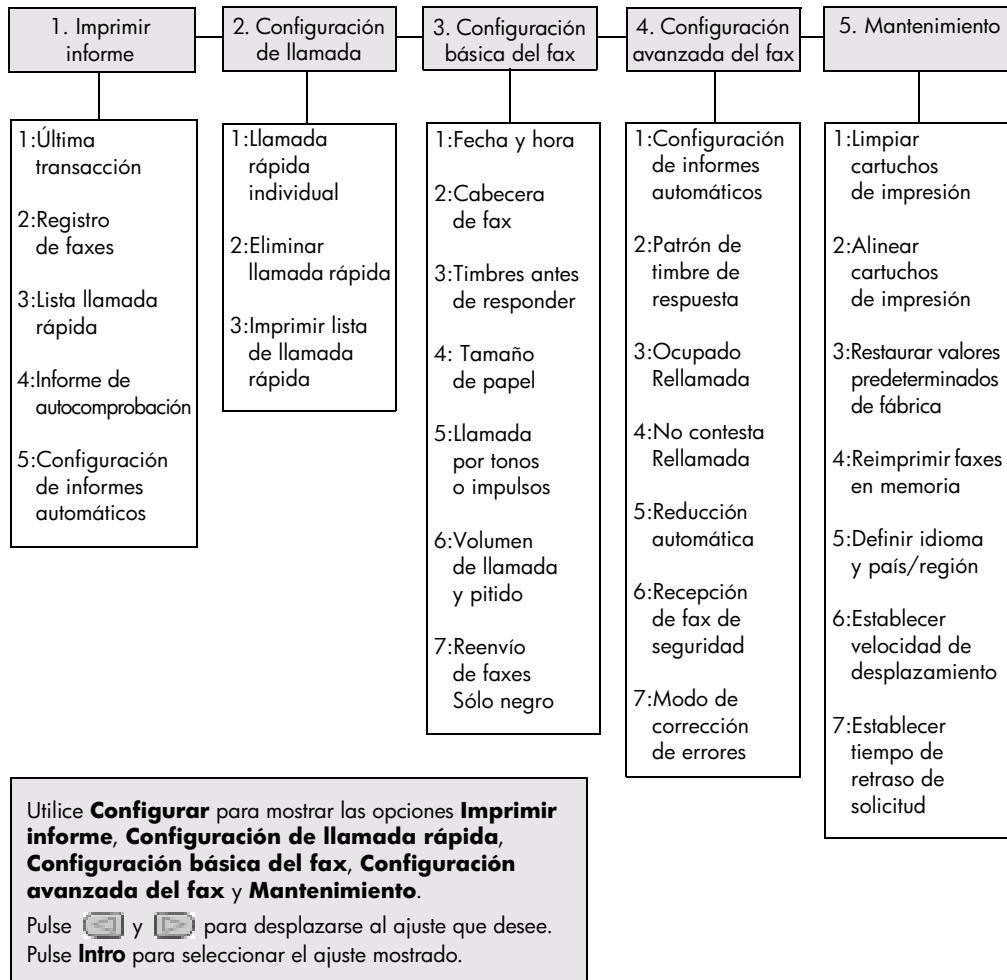 1. Imprimir
informe
2. Configuración
de llamada
3. Configuración
básica del fax
4. Configuración
avanzada del fax
5. Mantenimiento
1:Última
transacción
2:Registro
de faxes
3:Lista llamada
rápida
4:Informe de
autocomprobación
5:Configuración
de informes
automáticos
1:Llamada
rápida
individual
2:Eliminar
llamada rápida
3:Imprimir lista
de llamada
rápida
1:Fecha y hora
2:Cabecera
de fax
3:Timbres antes
de responder
4: Tamaño
de papel
5:Llamada
por tonos
o impulsos
6:Volumen
de llamada
y pitido
7:Reenvío
de faxes
Sólo negro
1:Configuración
de informes
automáticos
2:Patrón de
timbre de
respuesta
3:Ocupado
Rellamada
4:No contesta
Rellamada
5:Reducción
automática
6:Recepción
de fax de
seguridad
7:Modo de
corrección
de errores
1:Limpiar
cartuchos
de impresión
2:Alinear
cartuchos
de impresión
3:Restaurar valores
predeterminados
de fábrica
4:Reimprimir faxes
en memoria
5:Definir idioma
y país/región
6:Establecer
velocidad de
desplazamiento
7:Establecer
tiempo de
retraso de
solicitud
Utilice Configurar para mostrar las opciones Imprimir
informe, Configuración de llamada rápida,
Configuración básica del fax, Configuración
avanzada del fax y Mantenimiento.
Pulse y para desplazarse al ajuste que desee.
Pulse Intro para seleccionar el ajuste mostrado.